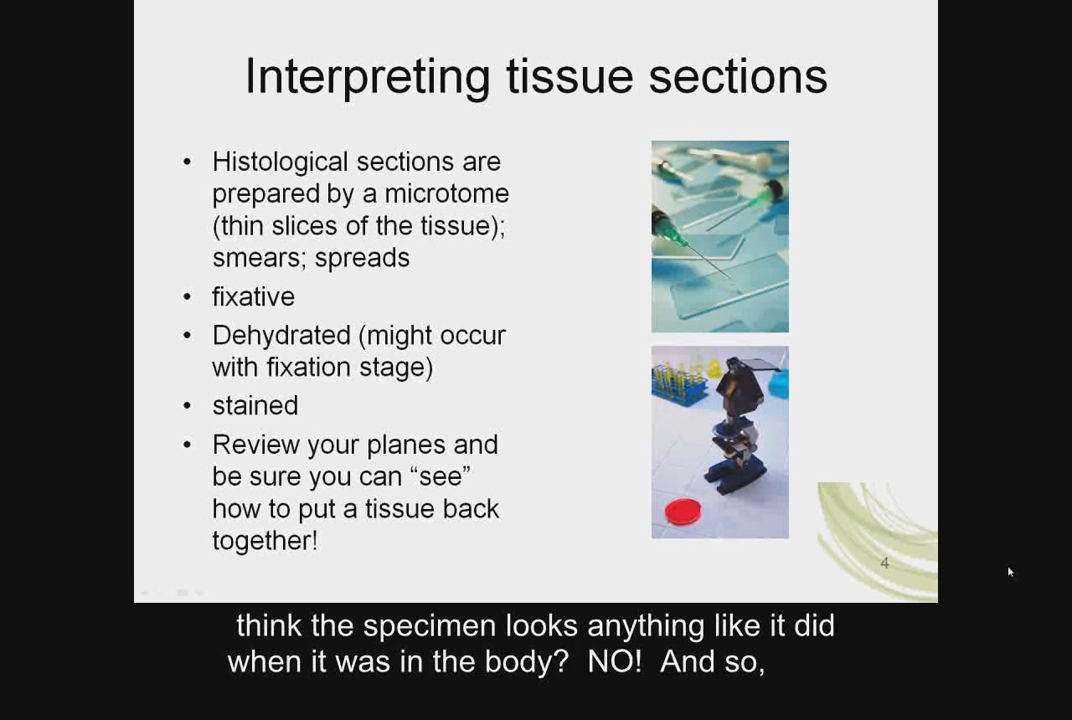 Interpreting tissue sections
• Histological sections are
prepared by a microtome
(thin slices of the tissue);
smears; spreads
• fixative
• Dehydrated (might occur
with fixation stage)
• stained
• Review your planes and
be sure you can “see”
how to put a tissue back
together!
4
think the specimen looks anything like it did
when it was in the body?  NO!  And so,